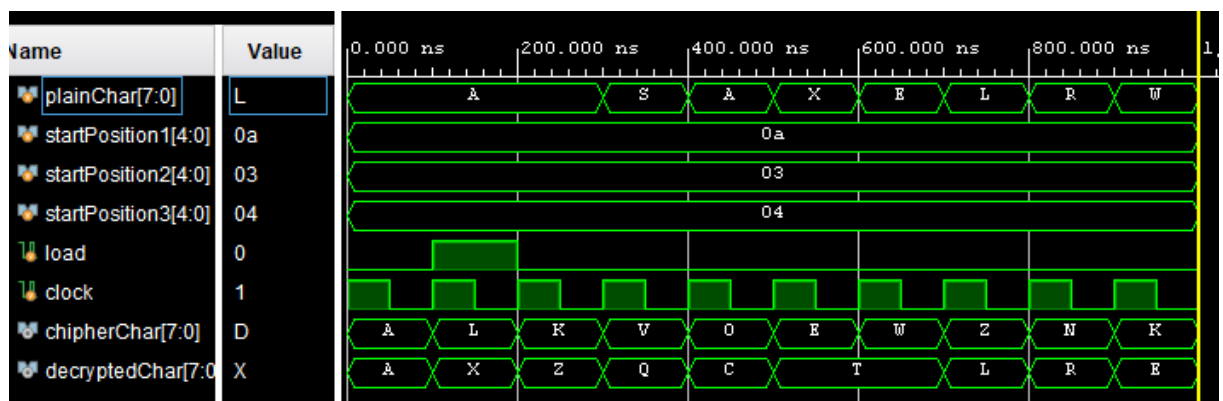 Name Value 0.000 ns 200.000 ns 400.000 ns 600.000 ns 800.000 ns 1,
plainChar[7:0] L A S A X E L R W
startPosition1[4:0] 0a 0a
startPosition2[4:0] 03 03
startPosition3[4:0] 04 04
load 0
clock 1
chipherChar[7:0] D A L K V O E W Z N K
decryptedChar[7:0 X A X Z Q C T L R E